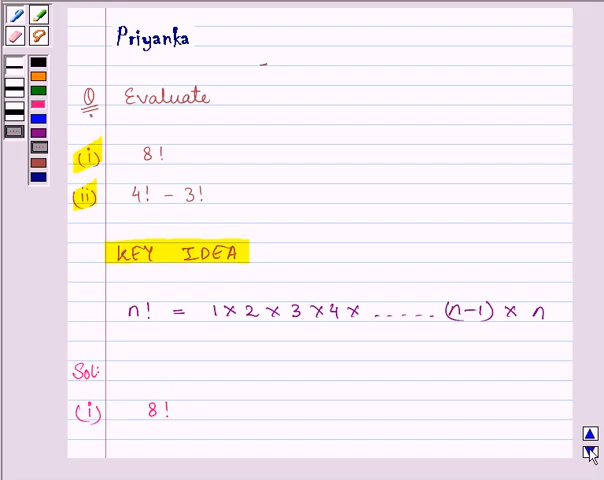 Priyanka
Q Evaluate
(i) 8!
(ii) 4! - 3!
KEY IDEA
n! = 1 × 2 × 3 × 4 × ...... (n-1) × n
Sol:
(i) 8!